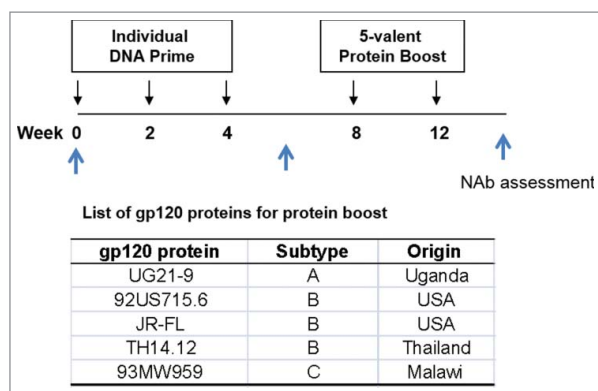 Individual
DNA Prime
5-valent
Protein Boost
Week 0 2 4 8 12
NAb assessment
List of gp120 proteins for protein boost
gp120 protein Subtype Origin
UG21-9 A Uganda
92US715.6 B USA
JR-FL B USA
TH14.12 B Thailand
93MW959 C Malawi